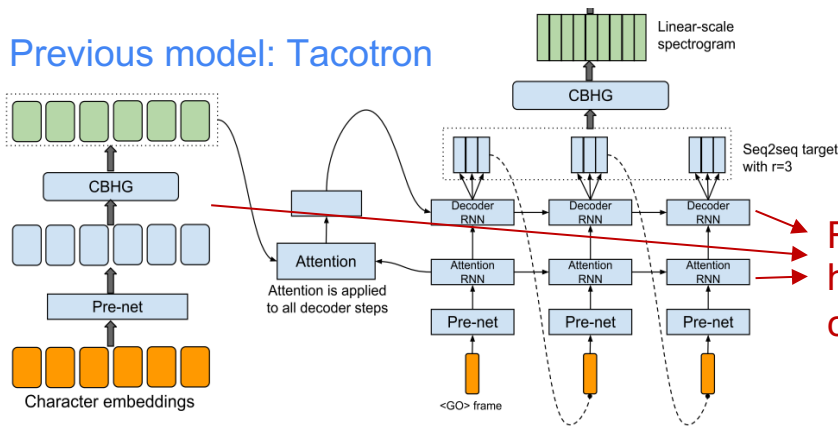 Previous model: Tacotron
Linear-scale
spectrogram
CBHG
Seq2seq target
with r=3
CBHG
Decoder
RNN
Decoder
RNN
Decoder
RNN
Attention
Attention is applied
to all decoder steps
Attention
RNN
Attention
RNN
Attention
RNN
Pre-net
Pre-net
Pre-net
Pre-net
Character embeddings
<GO> frame